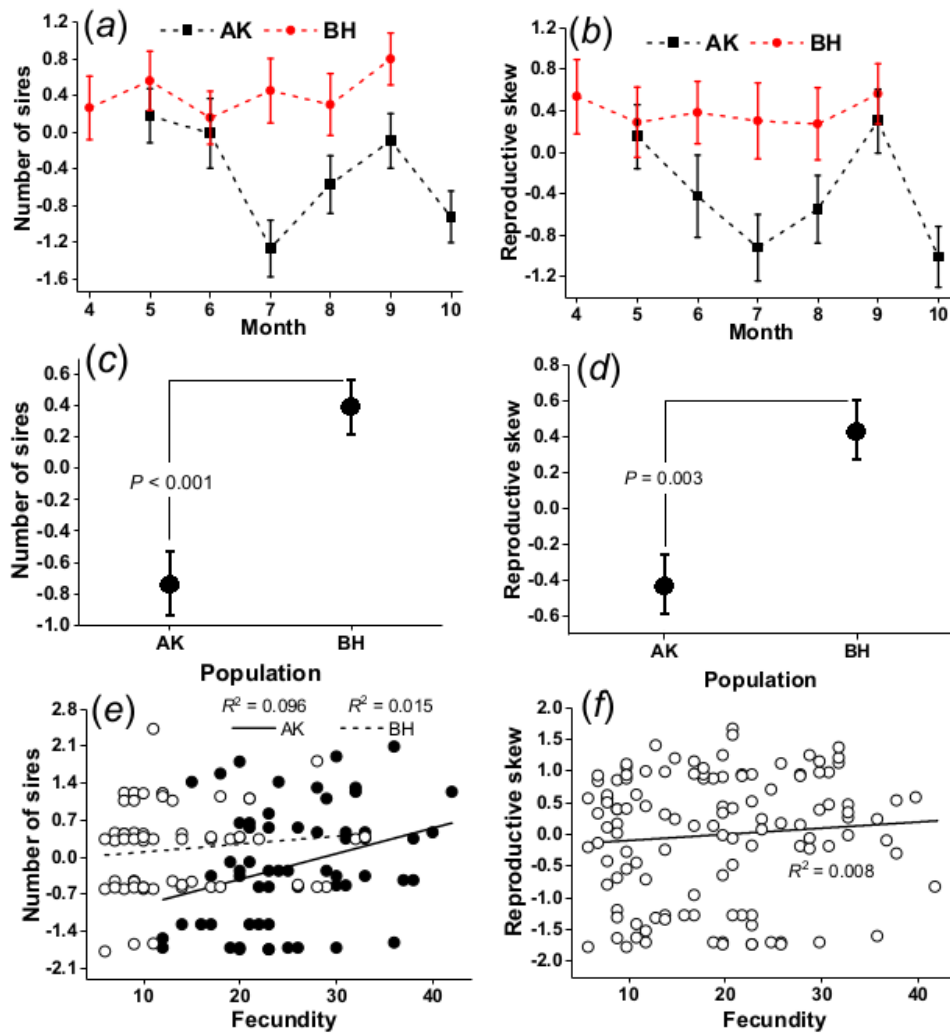 (a)
AK
BH
Number of sires
1.2
0.8
0.4
0.0
-0.4
-0.8
-1.2
-1.6
4 5 6 7 8 9 10
Month
(b)
AK
BH
Reproductive skew
1.2
0.8
0.4
0.0
-0.4
-0.8
-1.2
4 5 6 7 8 9 10
Month
(c)
Number of sires
0.6
0.4
0.2
0.0
-0.2
-0.4
-0.6
-0.8
-1.0
P < 0.001
AK BH
Population
(d)
Reproductive skew
0.8
0.6
0.4
0.2
0.0
-0.2
-0.4
-0.6
P = 0.003
AK BH
Population
(e)
R² = 0.096 R² = 0.015
AK BH
Number of sires
2.8
2.1
1.4
0.7
0.0
-0.7
-1.4
-2.1
10 20 30 40
Fecundity
(f)
Reproductive skew
2.0
1.5
1.0
0.5
0.0
-0.5
-1.0
-1.5
-2.0
R² = 0.008
10 20 30 40
Fecundity